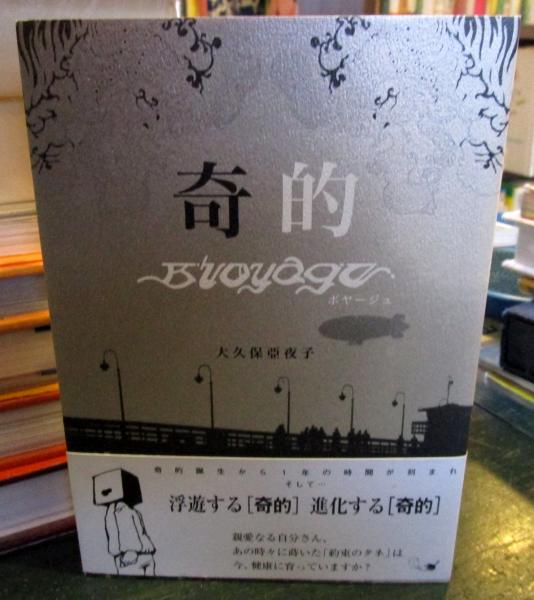 奇的
B'voyage
ボヤージュ
大久保亞夜子
奇的誕生から1年の時間が刻まれ
そして…
浮遊する[奇的] 進化する[奇的]
親愛なる自分さん、
あの時々に蒔いた「約束のタネ」は
今、健康に育っていますか？